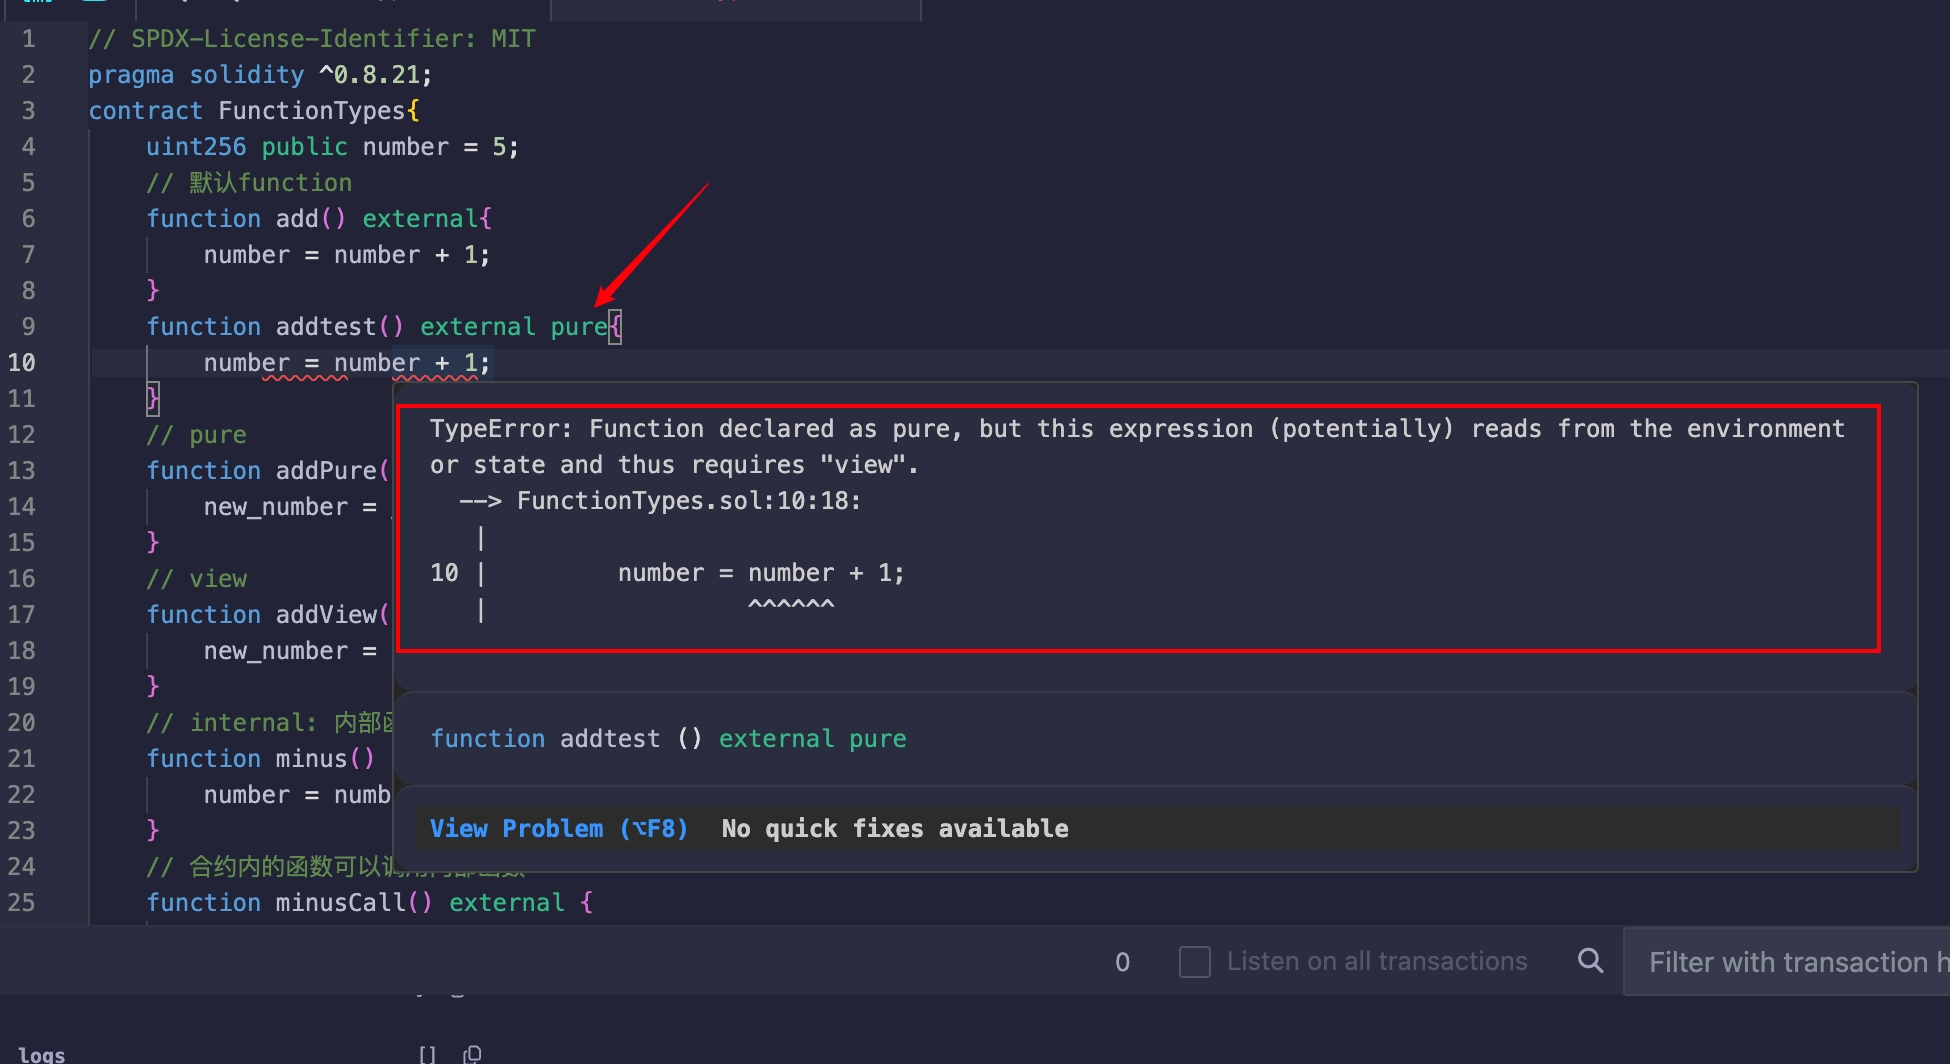 1 // SPDX-License-Identifier: MIT
2 pragma solidity ^0.8.21;
3 contract FunctionTypes{
4 uint256 public number = 5;
5 // 默认function
6 function add() external{
7 number = number + 1;
8 }
9 function addtest() external pure{
10 number = number + 1;
11 }
12 // pure
13 function addPure(
14 new_number =
15 }
16 // view
17 function addView(
18 new_number =
19 }
20 // internal: 内部
21 function minus()
22 number = numb
23 }
24 // 合约内的函数可以
25 function minusCall() external {
TypeError: Function declared as pure, but this expression (potentially) reads from the environment
or state and thus requires "view".
--> FunctionTypes.sol:10:18:
|
10 | number = number + 1;
| ^^^^^^
function addtest () external pure
View Problem (⌥F8) No quick fixes available
0 Listen on all transactions Filter with transaction h
logs []